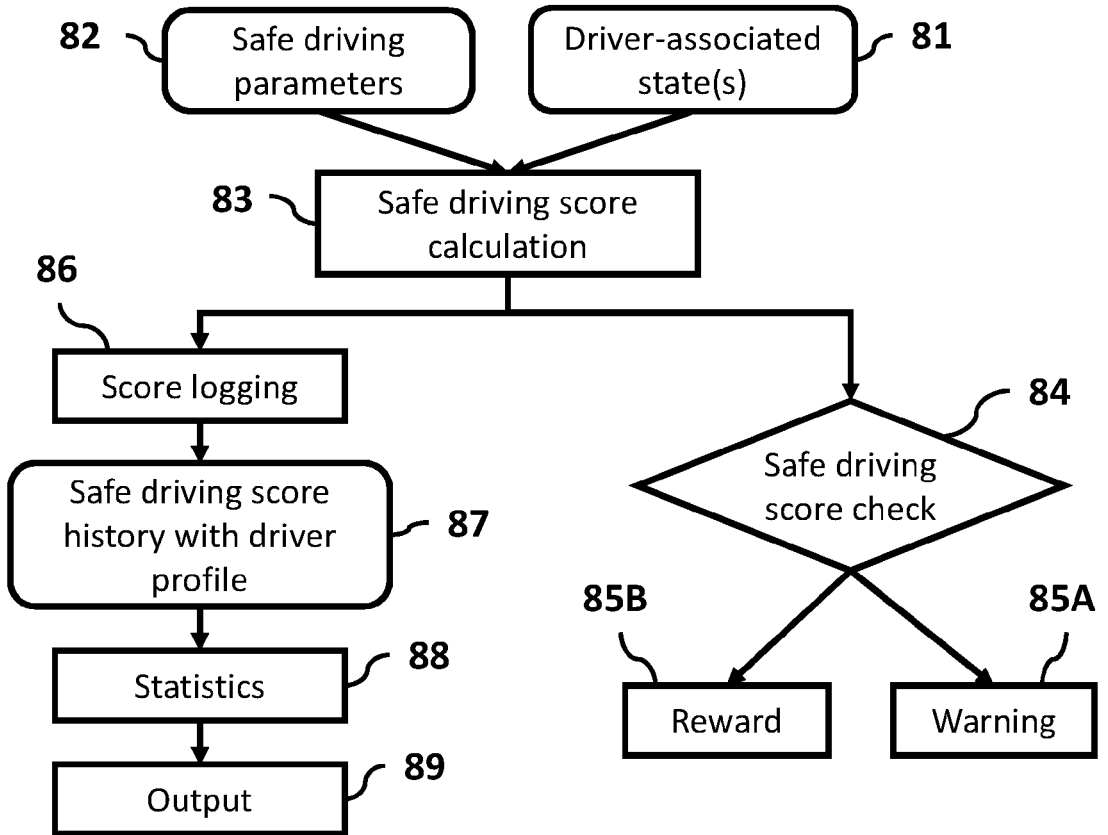 82
Safe driving
parameters
Driver-associated
state(s)
81
83
Safe driving score
calculation
86
Score logging
84
Safe driving
score check
Safe driving score
history with driver
profile
87
85B
85A
88
Statistics
Reward
Warning
89
Output